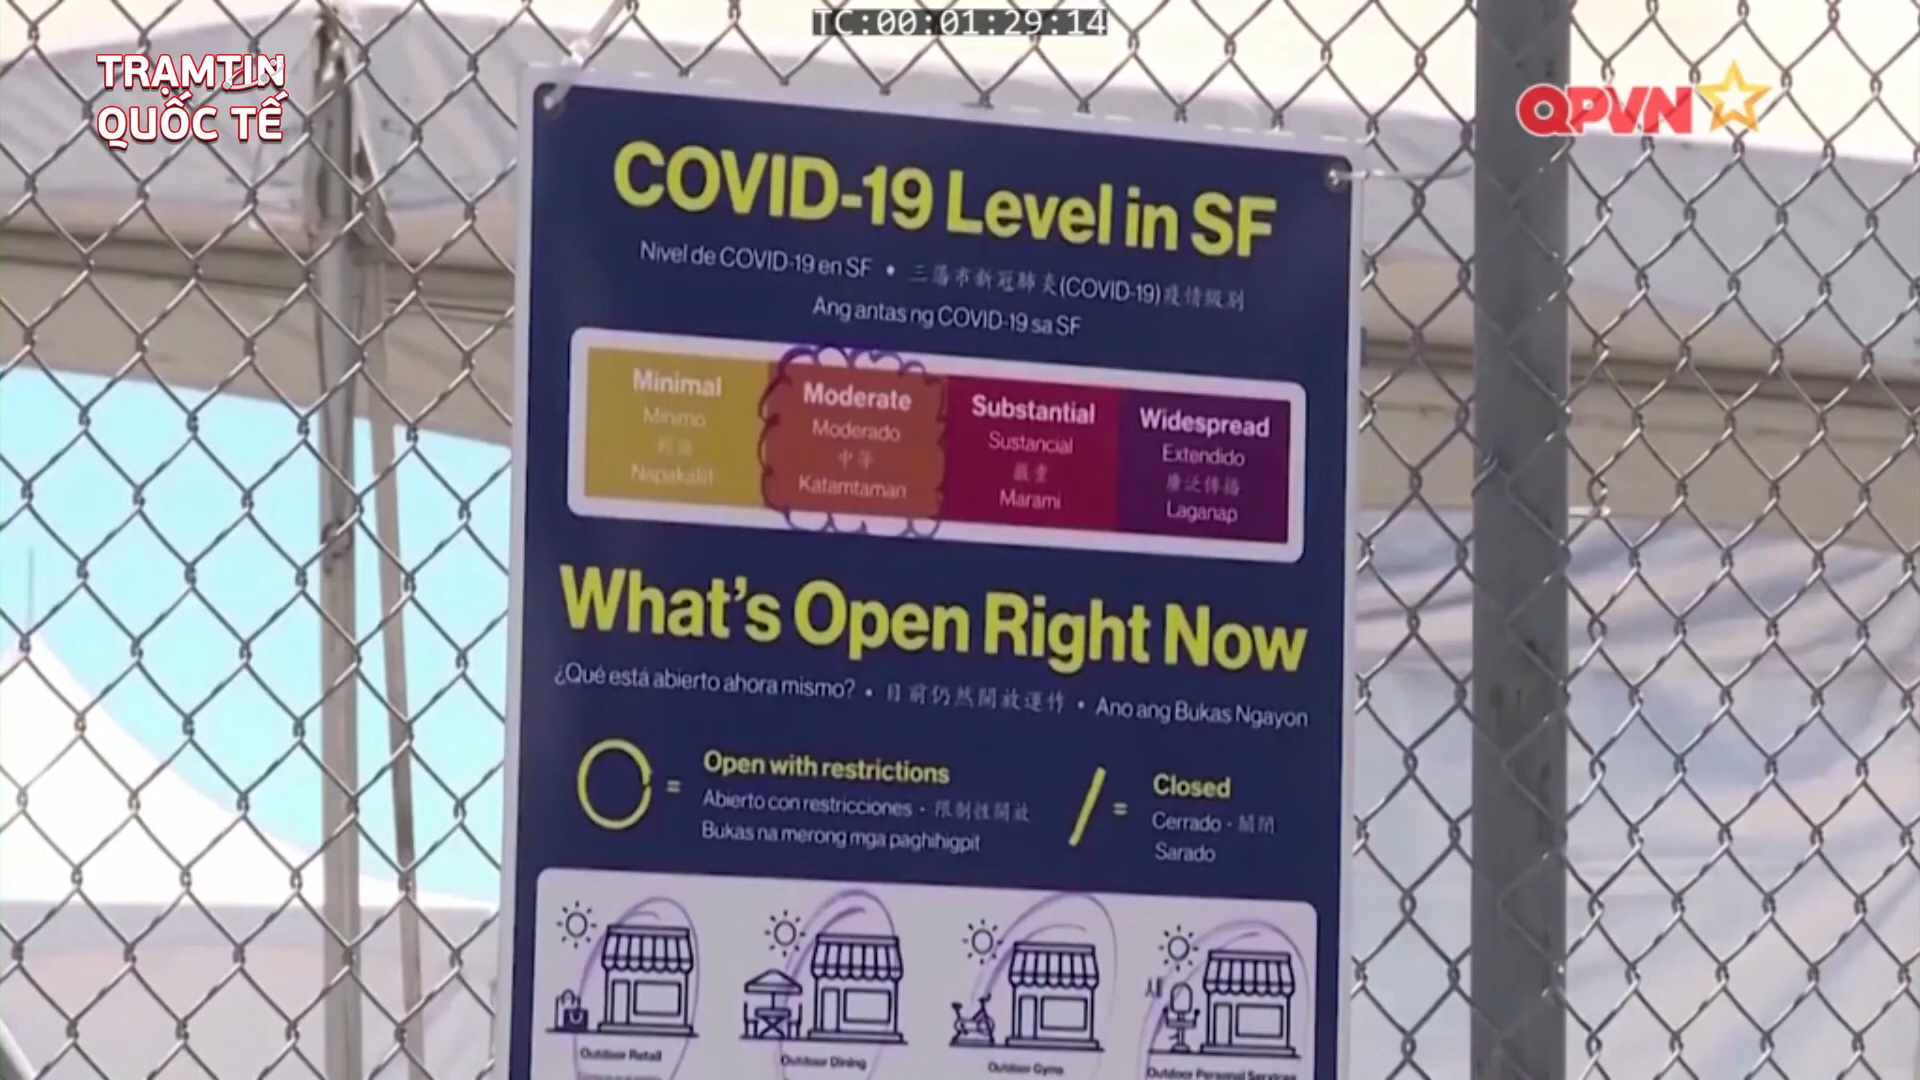 TC:00:01:29:14
TRẠM TIN
QUỐC TẾ
QPVN
COVID-19 Level in SF
Nivel de COVID-19 en SF • 三藩市新冠肺炎(COVID-19)疫情級別
Ang antas ng COVID-19 sa SF
Minimal
Mínimo
Napakaliit
Moderate
Moderado
中等
Katamtaman
Substantial
Sustancial
嚴重
Marami
Widespread
Extendido
廣泛傳播
Laganap
What's Open Right Now
¿Qué está abierto ahora mismo? • 目前仍然開放運作 • Ano ang Bukas Ngayon
= Open with restrictions
Abierto con restricciones · 限制性開放
Bukas na merong mga paghihigpit
/ = Closed
Cerrado · 關閉
Sarado
Outdoor Retail
Outdoor Dining
Outdoor Gyms
Outdoor Personal Services